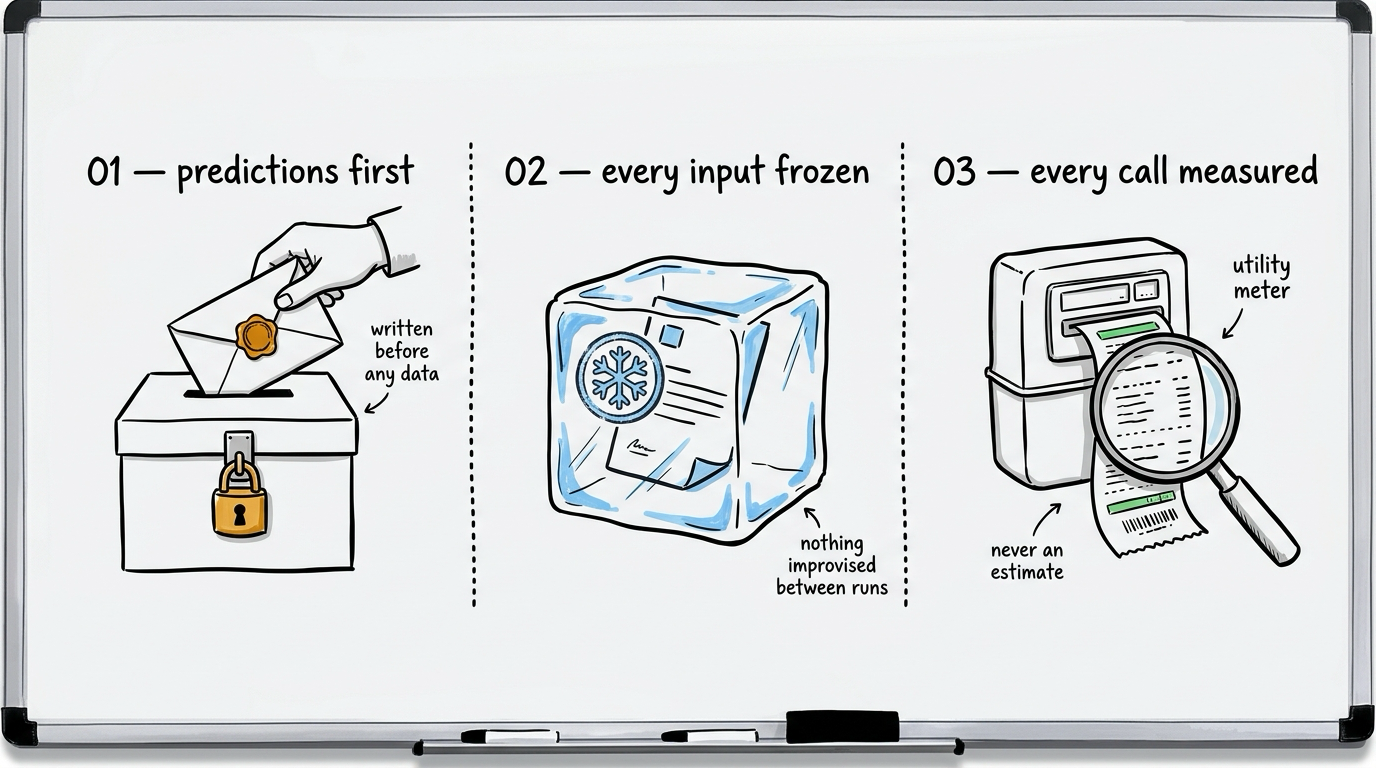 01 — predictions first
written
before
any data
02 — every input frozen
nothing
improvised
between runs
03 — every call measured
utility
meter
never an
estimate